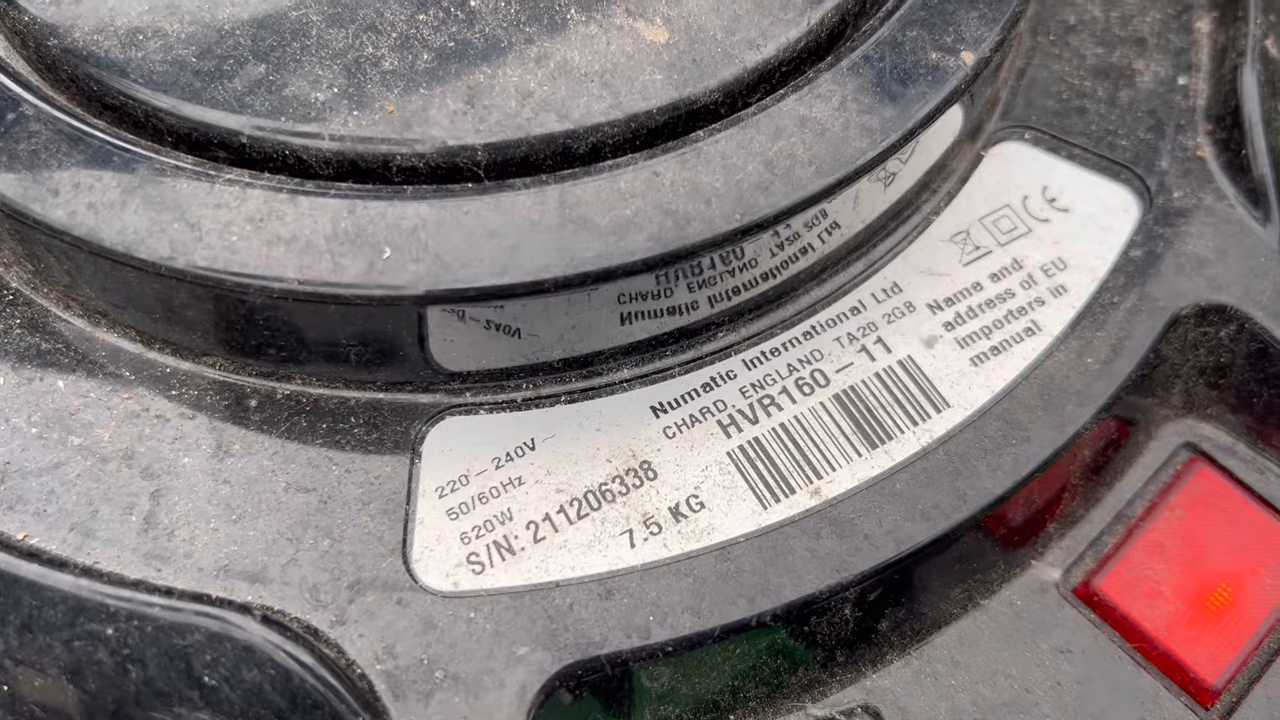 220 – 240V ~
50/60Hz
620W
S/N: 211206338
7.5 KG
Numatic International Ltd
CHARD, ENGLAND, TA20 2GB
HVR160 – 11
CE
Name and
address of EU
importers in
manual